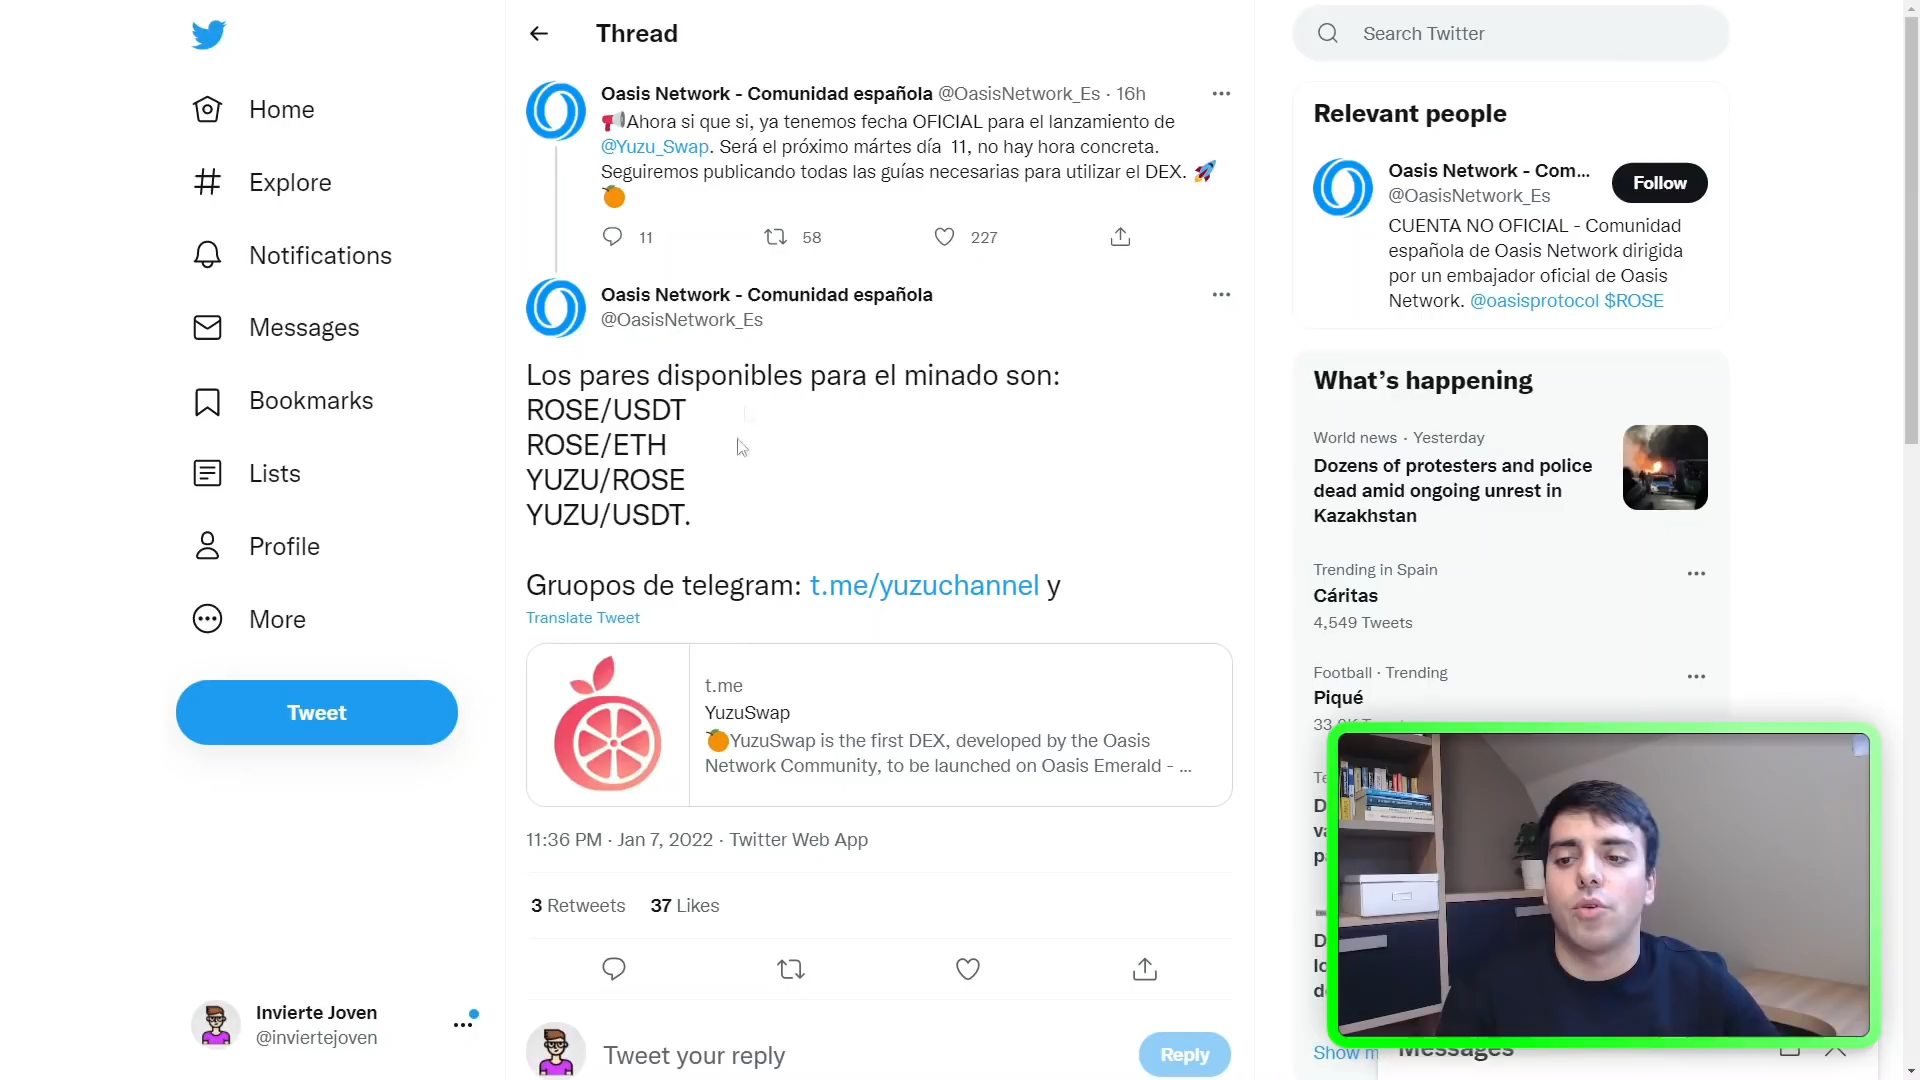 Home
Explore
Notifications
Messages
Bookmarks
Lists
Profile
More
Tweet
Invierte Joven
@inviertejoven
Thread
Oasis Network - Comunidad española @OasisNetwork_Es · 16h
📢Ahora si que si, ya tenemos fecha OFICIAL para el lanzamiento de
@Yuzu_Swap. Será el próximo mártes día 11, no hay hora concreta.
Seguiremos publicando todas las guías necesarias para utilizar el DEX. 🚀
🍊
11 58 227
Oasis Network - Comunidad española
@OasisNetwork_Es
Los pares disponibles para el minado son:
ROSE/USDT
ROSE/ETH
YUZU/ROSE
YUZU/USDT.
Gruopos de telegram: t.me/yuzuchannel y
Translate Tweet
t.me
YuzuSwap
🍊YuzuSwap is the first DEX, developed by the Oasis
Network Community, to be launched on Oasis Emerald - ...
11:36 PM · Jan 7, 2022 · Twitter Web App
3 Retweets 37 Likes
Tweet your reply
Reply
Search Twitter
Relevant people
Oasis Network - Com...
@OasisNetwork_Es
Follow
CUENTA NO OFICIAL - Comunidad
española de Oasis Network dirigida
por un embajador oficial de Oasis
Network. @oasisprotocol $ROSE
What's happening
World news · Yesterday
Dozens of protesters and police
dead amid ongoing unrest in
Kazakhstan
Trending in Spain
Cáritas
4,549 Tweets
Football · Trending
Piqué
Show m
Messages